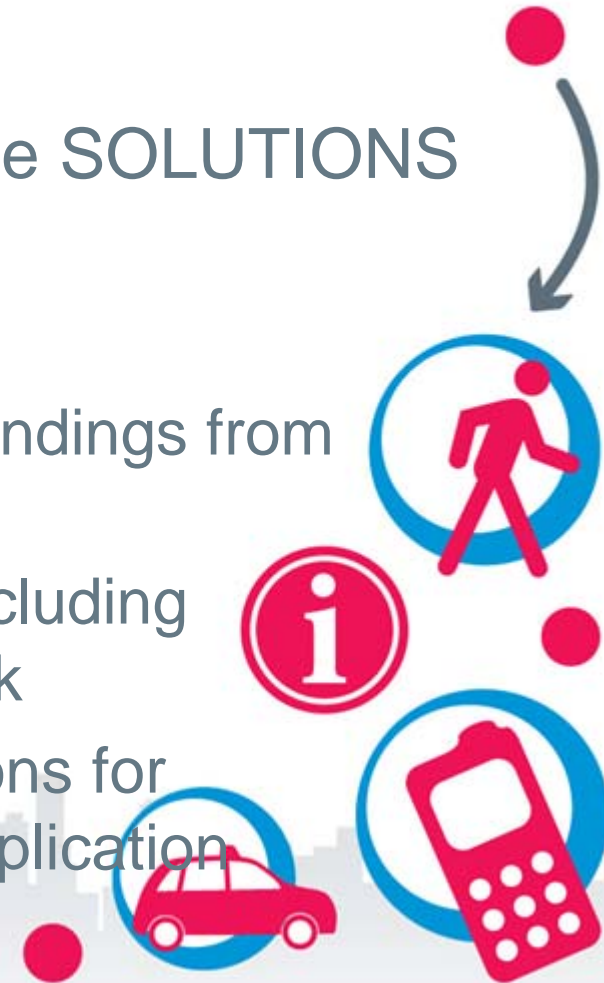 e SOLUTIONS
ndings from
cluding
k
ons for
plication
i